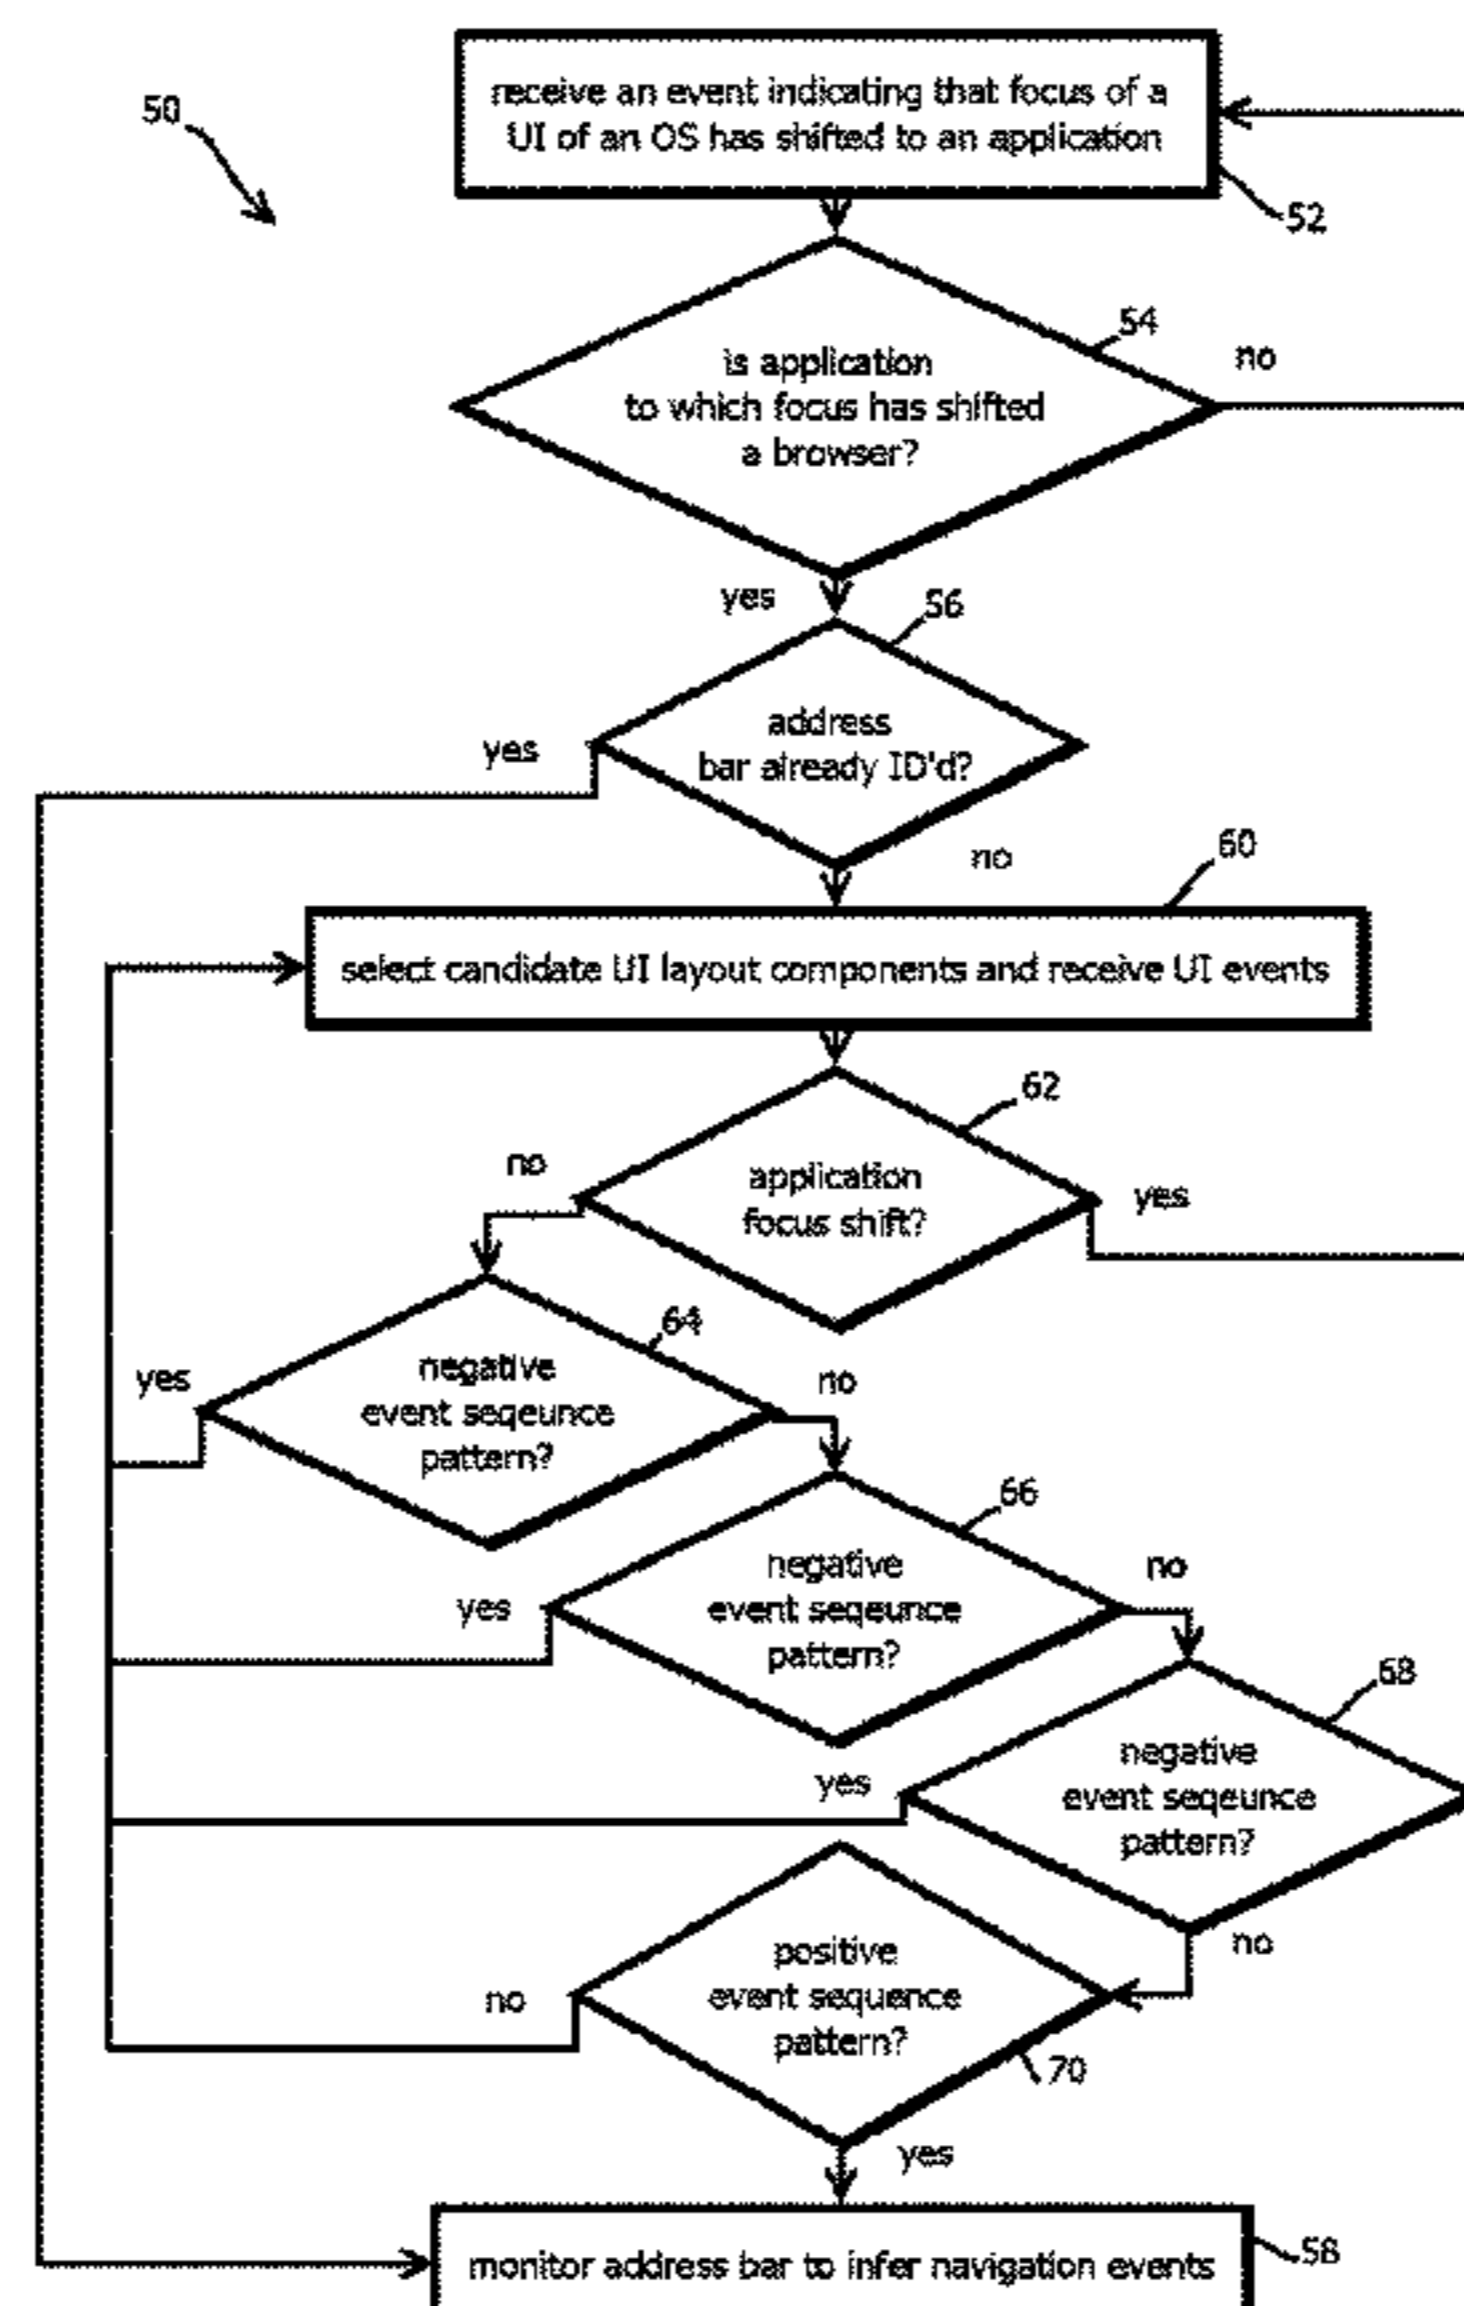 50
receive an event indicating that focus of a
UI of an OS has shifted to an application
52
54
is application
to which focus has shifted
a browser?
no
yes
56
address
bar already ID'd?
yes
no
60
select candidate UI layout components and receive UI events
62
application
focus shift?
no
yes
64
negative
event seqeunce
pattern?
yes
no
66
negative
event seqeunce
pattern?
yes
no
68
negative
event seqeunce
pattern?
yes
no
positive
event sequence
pattern?
no
70
yes
monitor address bar to infer navigation events
58